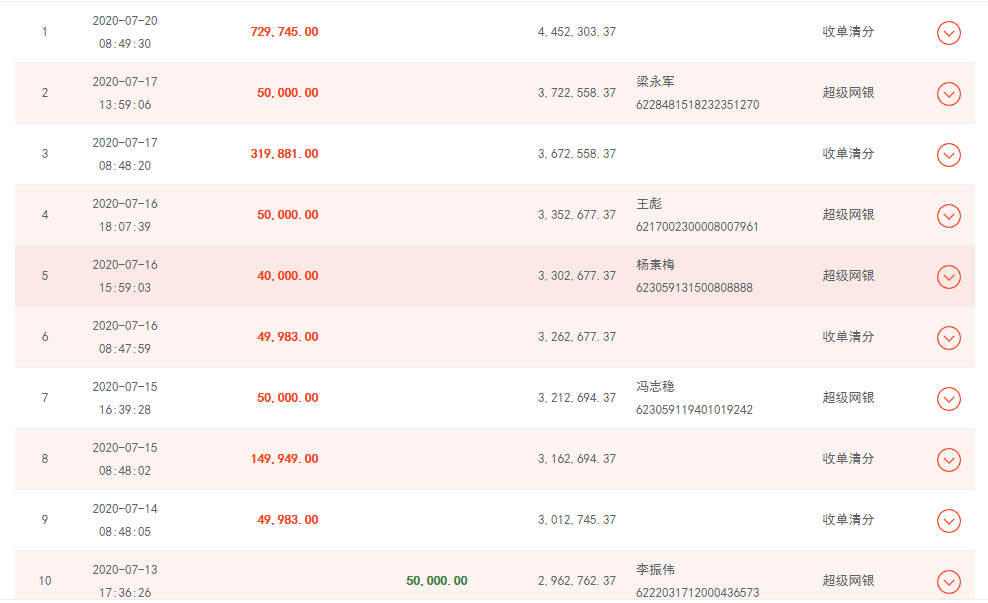 1 2020-07-20 08:49:30 729,745.00 4,452,303.37 收单清分
2 2020-07-17 13:59:06 50,000.00 3,722,558.37 梁永军 6228481518232351270 超级网银
3 2020-07-17 08:48:20 319,881.00 3,672,558.37 收单清分
4 2020-07-16 18:07:39 50,000.00 3,352,677.37 王彪 6217002300008007961 超级网银
5 2020-07-16 15:59:03 40,000.00 3,302,677.37 杨素梅 623059131500808888 超级网银
6 2020-07-16 08:47:59 49,983.00 3,262,677.37 收单清分
7 2020-07-15 16:39:28 50,000.00 3,212,694.37 冯志稳 623059119401019242 超级网银
8 2020-07-15 08:48:02 149,949.00 3,162,694.37 收单清分
9 2020-07-14 08:48:05 49,983.00 3,012,745.37 收单清分
10 2020-07-13 17:36:26 50,000.00 2,962,762.37 李振伟 6222031712000436573 超级网银